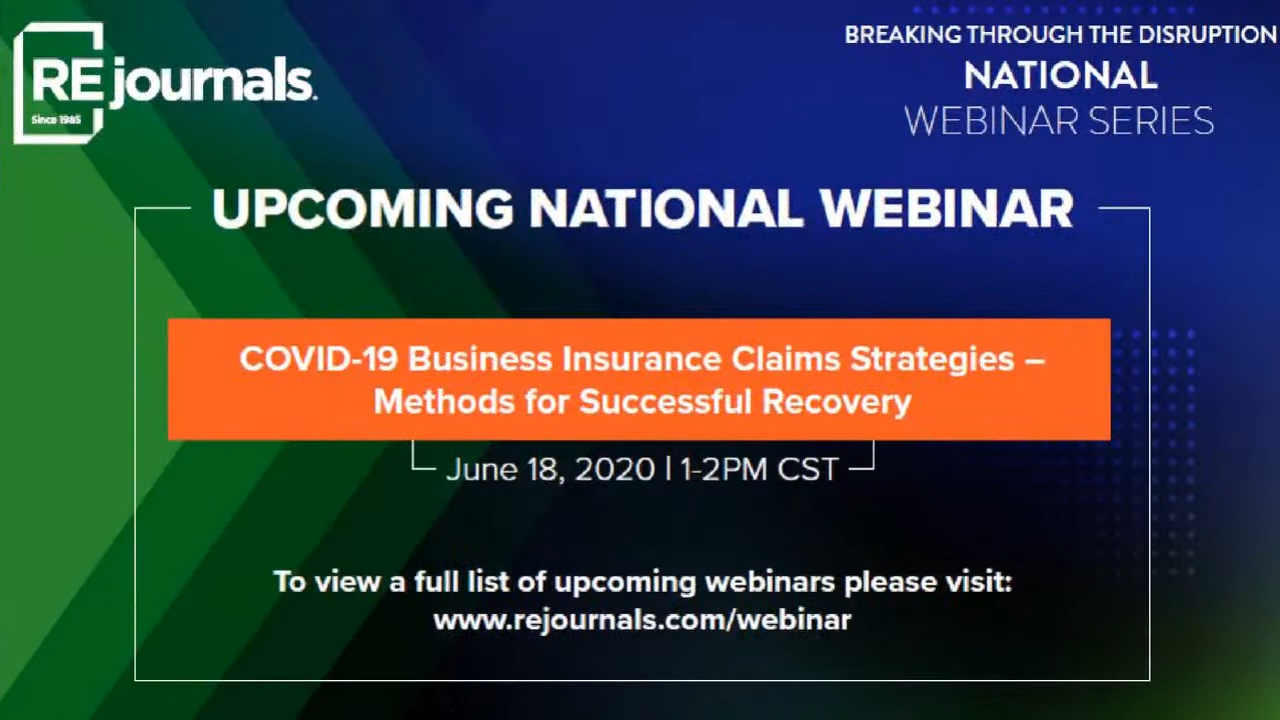 REjournals.
Since 1985
BREAKING THROUGH THE DISRUPTION
NATIONAL
WEBINAR SERIES
UPCOMING NATIONAL WEBINAR
COVID-19 Business Insurance Claims Strategies –
Methods for Successful Recovery
June 18, 2020 | 1-2PM CST
To view a full list of upcoming webinars please visit:
www.rejournals.com/webinar